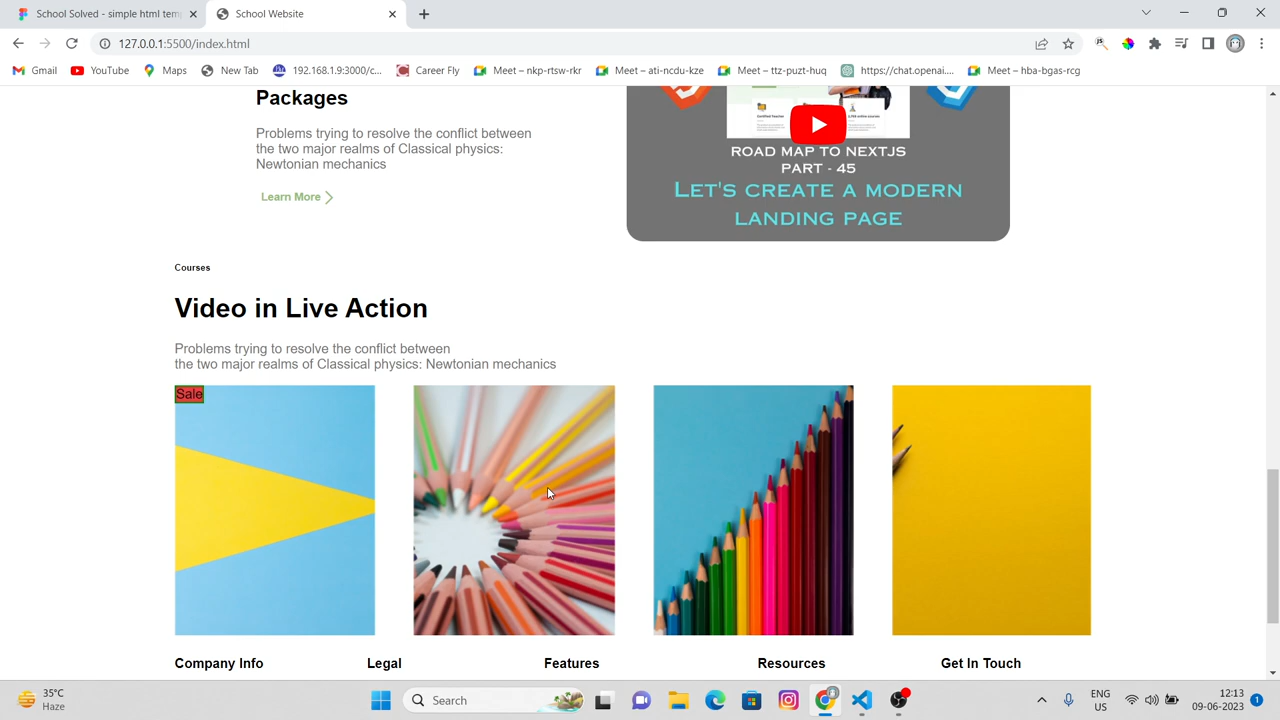 School Solved - simple html tem
School Website
127.0.0.1:5500/index.html
Gmail
YouTube
Maps
New Tab
192.168.1.9:3000/c...
Career Fly
Meet – nkp-rtsw-rkr
Meet – ati-ncdu-kze
Meet – ttz-puzt-huq
https://chat.openai....
Meet – hba-bgas-rcg
Packages
Problems trying to resolve the conflict between
the two major realms of Classical physics:
Newtonian mechanics
Learn More
ROAD MAP TO NEXTJS
PART - 45
LET'S CREATE A MODERN
LANDING PAGE
Courses
Video in Live Action
Problems trying to resolve the conflict between
the two major realms of Classical physics: Newtonian mechanics
Sale
Company Info
Legal
Features
Resources
Get In Touch
35°C
Haze
Search
ENG
US
12:13
09-06-2023
1